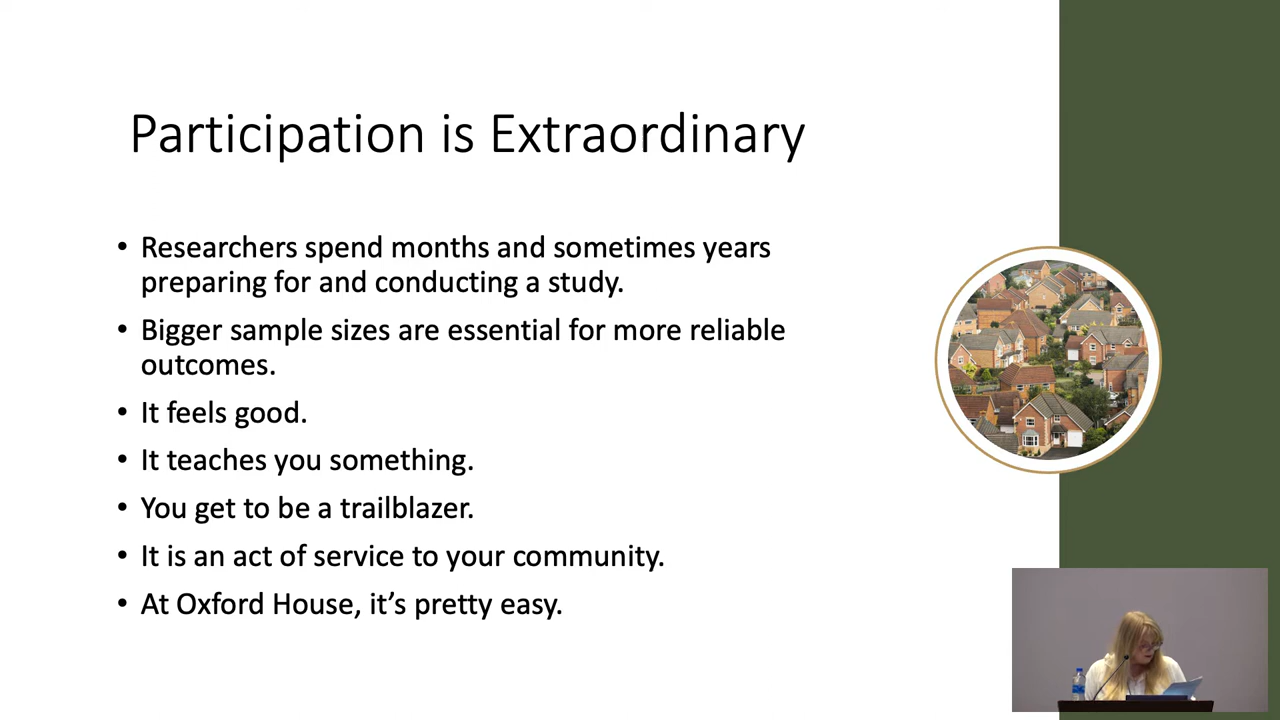 Participation is Extraordinary
• Researchers spend months and sometimes years
preparing for and conducting a study.
• Bigger sample sizes are essential for more reliable
outcomes.
• It feels good.
• It teaches you something.
• You get to be a trailblazer.
• It is an act of service to your community.
• At Oxford House, it’s pretty easy.